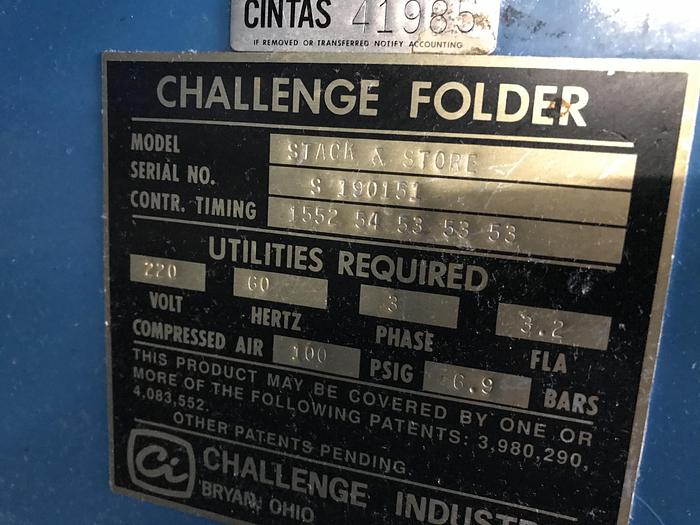 CINTAS 41985
IF REMOVED OR TRANSFERRED NOTIFY ACCOUNTING
CHALLENGE FOLDER
MODEL STACK & STORE
SERIAL NO. S 190151
CONTR. TIMING 1552 54 53 53 53
UTILITIES REQUIRED
220 60 3 3.2
VOLT HERTZ PHASE FLA
COMPRESSED AIR 100 PSIG 6.9 BARS
THIS PRODUCT MAY BE COVERED BY ONE OR
MORE OF THE FOLLOWING PATENTS: 3,980,290,
4,083,552.
OTHER PATENTS PENDING.
Ci CHALLENGE INDUST
BRYAN, OHIO